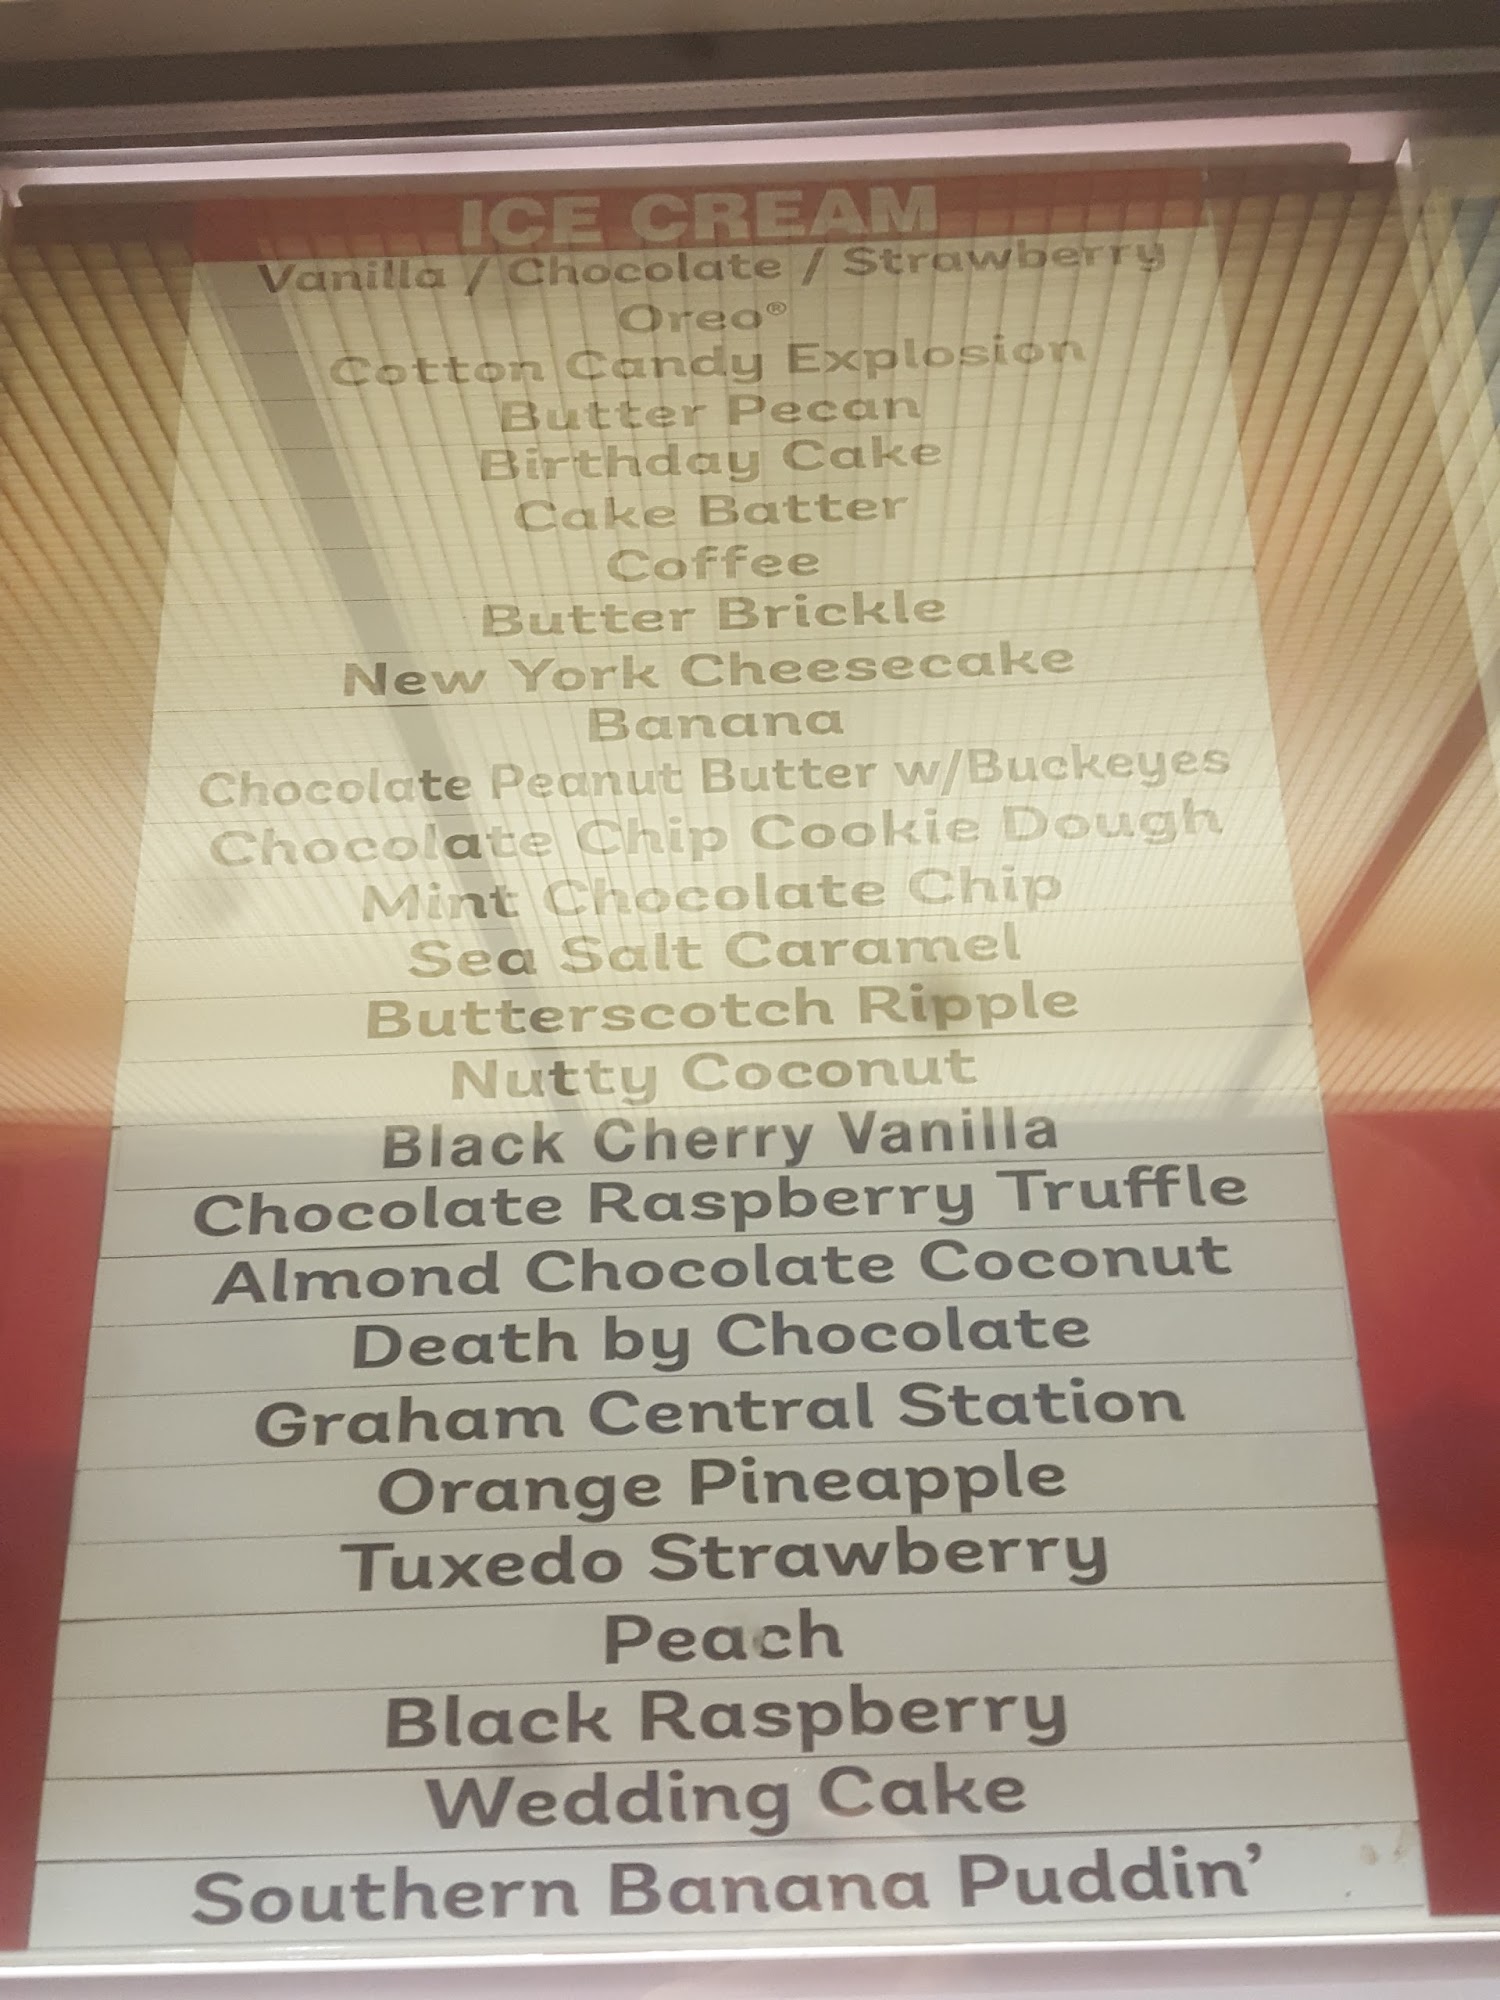 ICE CREAM
Vanilla / Chocolate / Strawberry
Oreo®
Cotton Candy Explosion
Butter Pecan
Birthday Cake
Cake Batter
Coffee
Butter Brickle
New York Cheesecake
Banana
Chocolate Peanut Butter w/Buckeyes
Chocolate Chip Cookie Dough
Mint Chocolate Chip
Sea Salt Caramel
Butterscotch Ripple
Nutty Coconut
Black Cherry Vanilla
Chocolate Raspberry Truffle
Almond Chocolate Coconut
Death by Chocolate
Graham Central Station
Orange Pineapple
Tuxedo Strawberry
Peach
Black Raspberry
Wedding Cake
Southern Banana Puddin’